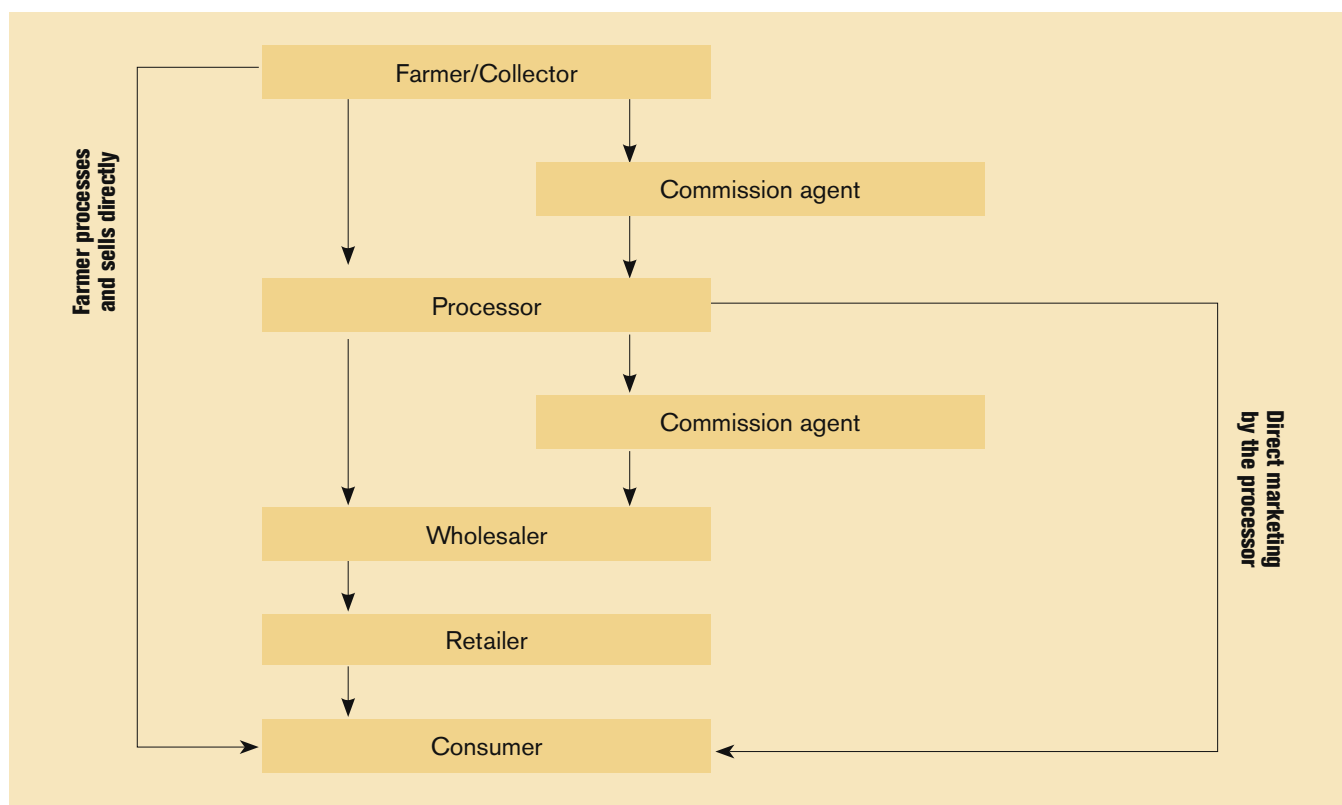 Farmer/Collector
Commission agent
Farmer processes
and sells directly
Processor
Commission agent
Direct marketing
by the processor
Wholesaler
Retailer
Consumer